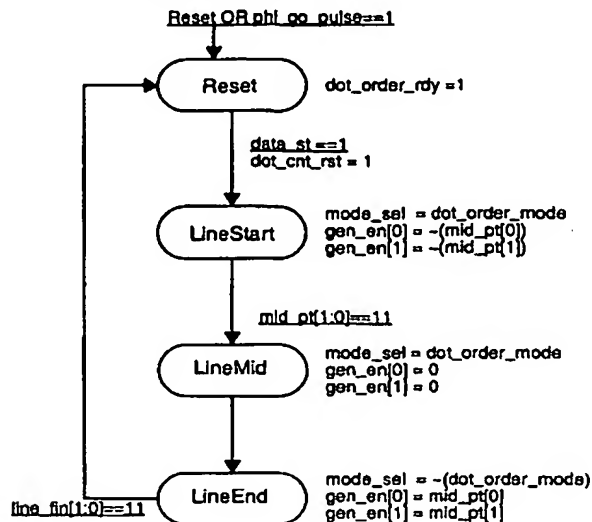 Reset OR phi_go_pulse==1
Reset
dot_order_rdy =1
data_st==1
dot_cnt_rst = 1
LineStart
mode_sel = dot_order_mode
gen_en[0] = ~(mid_pt[0])
gen_en[1] = ~(mid_pt[1])
mid_pt[1:0]==11
LineMid
mode_sel = dot_order_mode
gen_en[0] = 0
gen_en[1] = 0
LineEnd
mode_sel = ~(dot_order_mode)
gen_en[0] = mid_pt[0]
gen_en[1] = mid_pt[1]
line_fin[1:0]==11